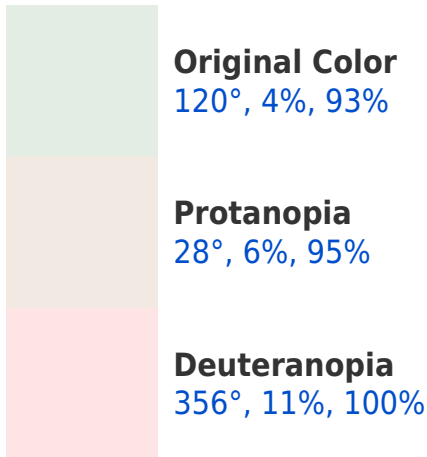 Original Color
120°, 4%, 93%
Protanopia
28°, 6%, 95%
Deuteranopia
356°, 11%, 100%